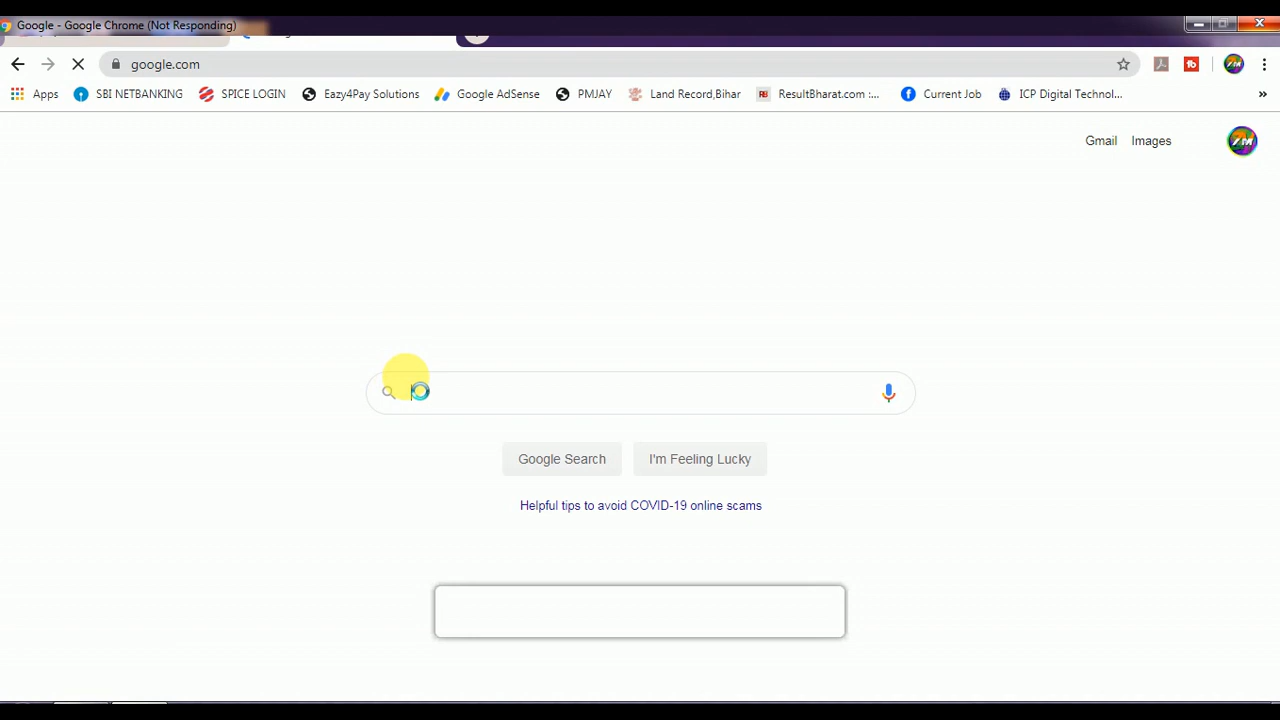 Google - Google Chrome (Not Responding)
google.com
Apps SBI NETBANKING SPICE LOGIN Eazy4Pay Solutions Google AdSense PMJAY Land Record,Bihar RB ResultBharat.com :... Current Job ICP Digital Technol... »
Gmail Images ZM
Google Search I'm Feeling Lucky
Helpful tips to avoid COVID-19 online scams